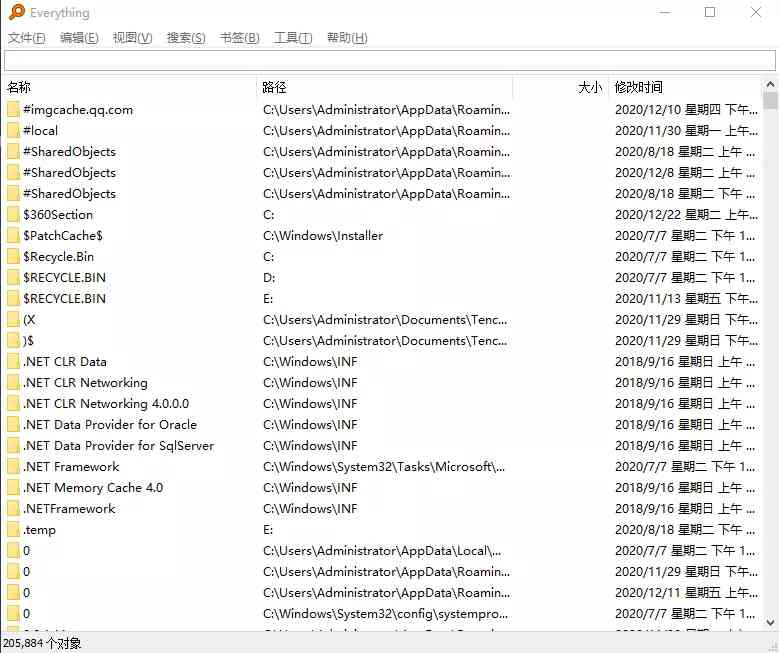 Everything
文件(F) 编辑(E) 视图(V) 搜索(S) 书签(B) 工具(T) 帮助(H)
名称 路径 大小 修改时间
#imgcache.qq.com C:\Users\Administrator\AppData\Roamin... 2020/12/10 星期四 下午...
#local C:\Users\Administrator\AppData\Roamin... 2020/11/30 星期一 上午...
#SharedObjects C:\Users\Administrator\AppData\Roamin... 2020/8/18 星期二 上午 ...
#SharedObjects C:\Users\Administrator\AppData\Roamin... 2020/12/8 星期二 上午 ...
#SharedObjects C:\Users\Administrator\AppData\Roamin... 2020/8/18 星期二 上午 ...
$360Section C: 2020/12/22 星期二 上午...
$PatchCache$ C:\Windows\Installer 2020/7/7 星期二 下午 1...
$Recycle.Bin C: 2020/7/7 星期二 下午 1...
$RECYCLE.BIN D: 2020/7/7 星期二 下午 1...
$RECYCLE.BIN E: 2020/11/13 星期五 下午...
(X C:\Users\Administrator\Documents\Tenc... 2020/11/29 星期日 下午...
)$ C:\Users\Administrator\Documents\Tenc... 2020/11/29 星期日 下午...
.NET CLR Data C:\Windows\INF 2018/9/16 星期日 上午 ...
.NET CLR Networking C:\Windows\INF 2018/9/16 星期日 上午 ...
.NET CLR Networking 4.0.0.0 C:\Windows\INF 2018/9/16 星期日 上午 ...
.NET Data Provider for Oracle C:\Windows\INF 2018/9/16 星期日 上午 ...
.NET Data Provider for SqlServer C:\Windows\INF 2018/9/16 星期日 上午 ...
.NET Framework C:\Windows\System32\Tasks\Microsoft\... 2020/7/7 星期二 下午 1...
.NET Memory Cache 4.0 C:\Windows\INF 2018/9/16 星期日 上午 ...
.NETFramework C:\Windows\INF 2018/9/16 星期日 上午 ...
.temp E: 2020/8/18 星期二 下午 ...
0 C:\Users\Administrator\AppData\Local\... 2020/7/7 星期二 下午 1...
0 C:\Users\Administrator\AppData\Roamin... 2020/11/29 星期日 下午...
0 C:\Users\Administrator\AppData\Roamin... 2020/12/11 星期五 上午...
0 C:\Windows\System32\config\systempro... 2020/7/7 星期二 下午 1...
205,884 个对象